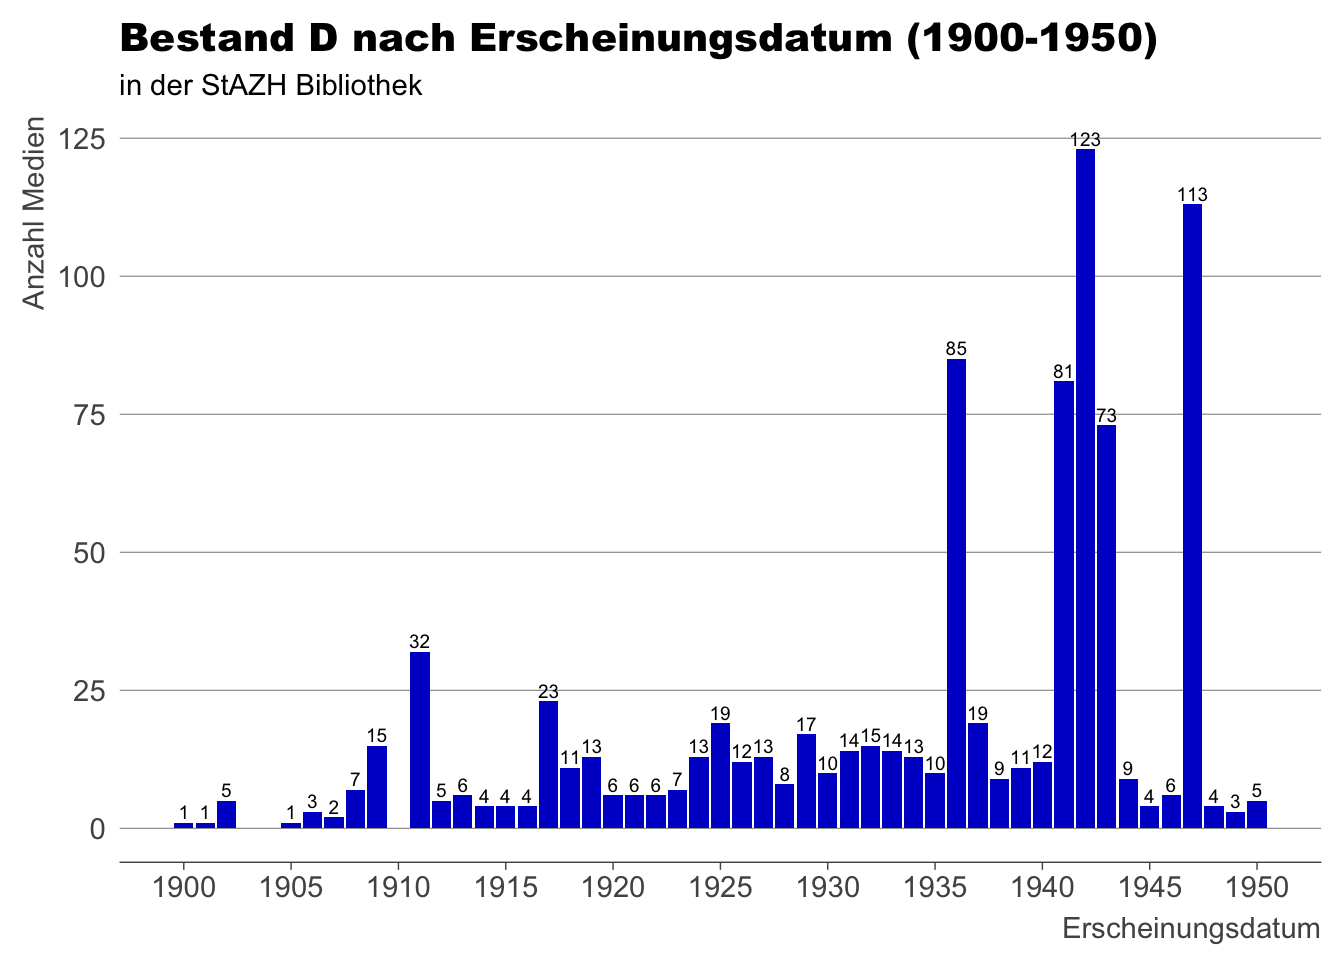 Bestand D nach Erscheinungsdatum (1900-1950)
in der StAZH Bibliothek
Anzahl Medien
125
100
75
50
25
0
1 1 5 1 3 2 7 15 32 5 6 4 4 4 23 11 13 6 6 6 7 13 19 12 13 8 17 10 14 15 14 13 10 85 19 9 11 12 81 123 73 9 4 6 113 4 3 5
1900 1905 1910 1915 1920 1925 1930 1935 1940 1945 1950
Erscheinungsdatum